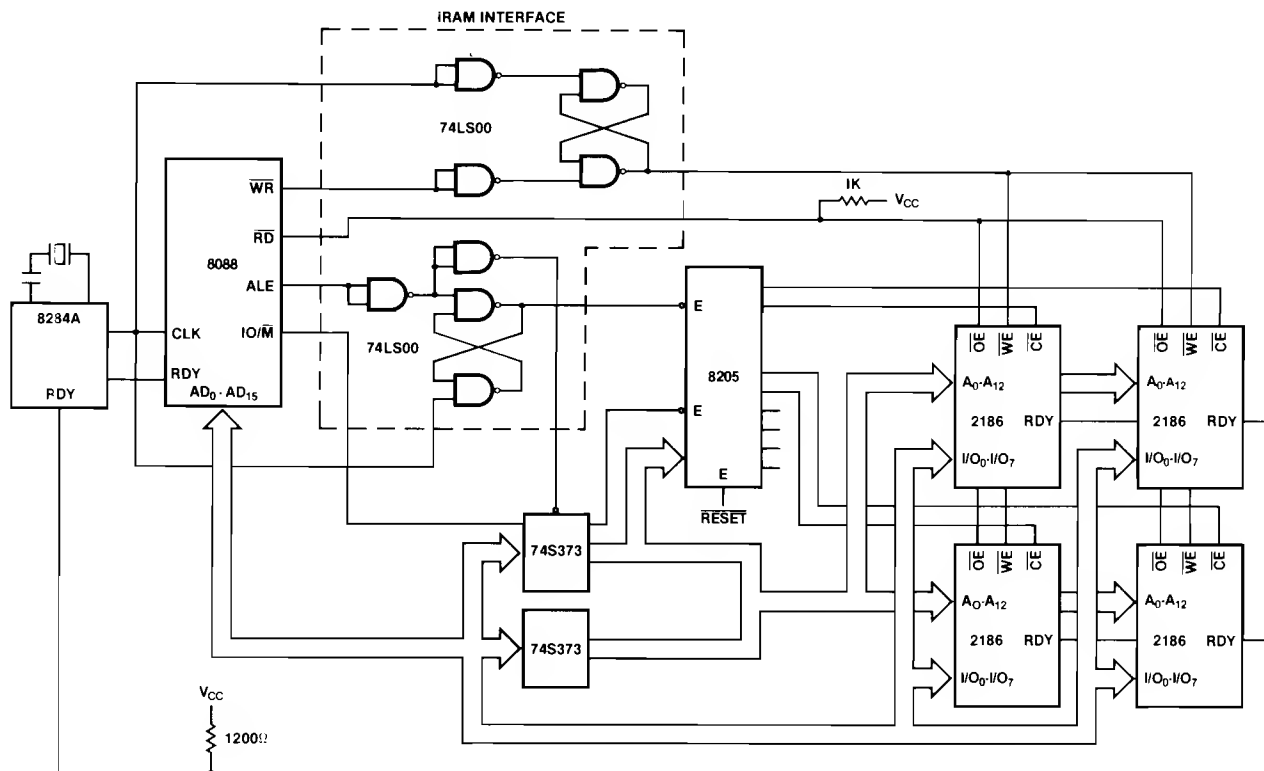 iRAM INTERFACE
74LS00
8088
WR
RD
ALE
IO/M
CLK
RDY
AD0 - AD15
8284A
RDY
74LS00
1K
VCC
E
E
E
8205
RESET
74S373
74S373
OE WE CE
A0-A12
2186 RDY
I/O0-I/O7
OE WE CE
A0-A12
2186 RDY
I/O0-I/O7
OE WE CE
AO-A12
2186 RDY
I/O0-I/O7
OE WE CE
A0-A12
2186 RDY
I/O0-I/O7
VCC
1200Ω